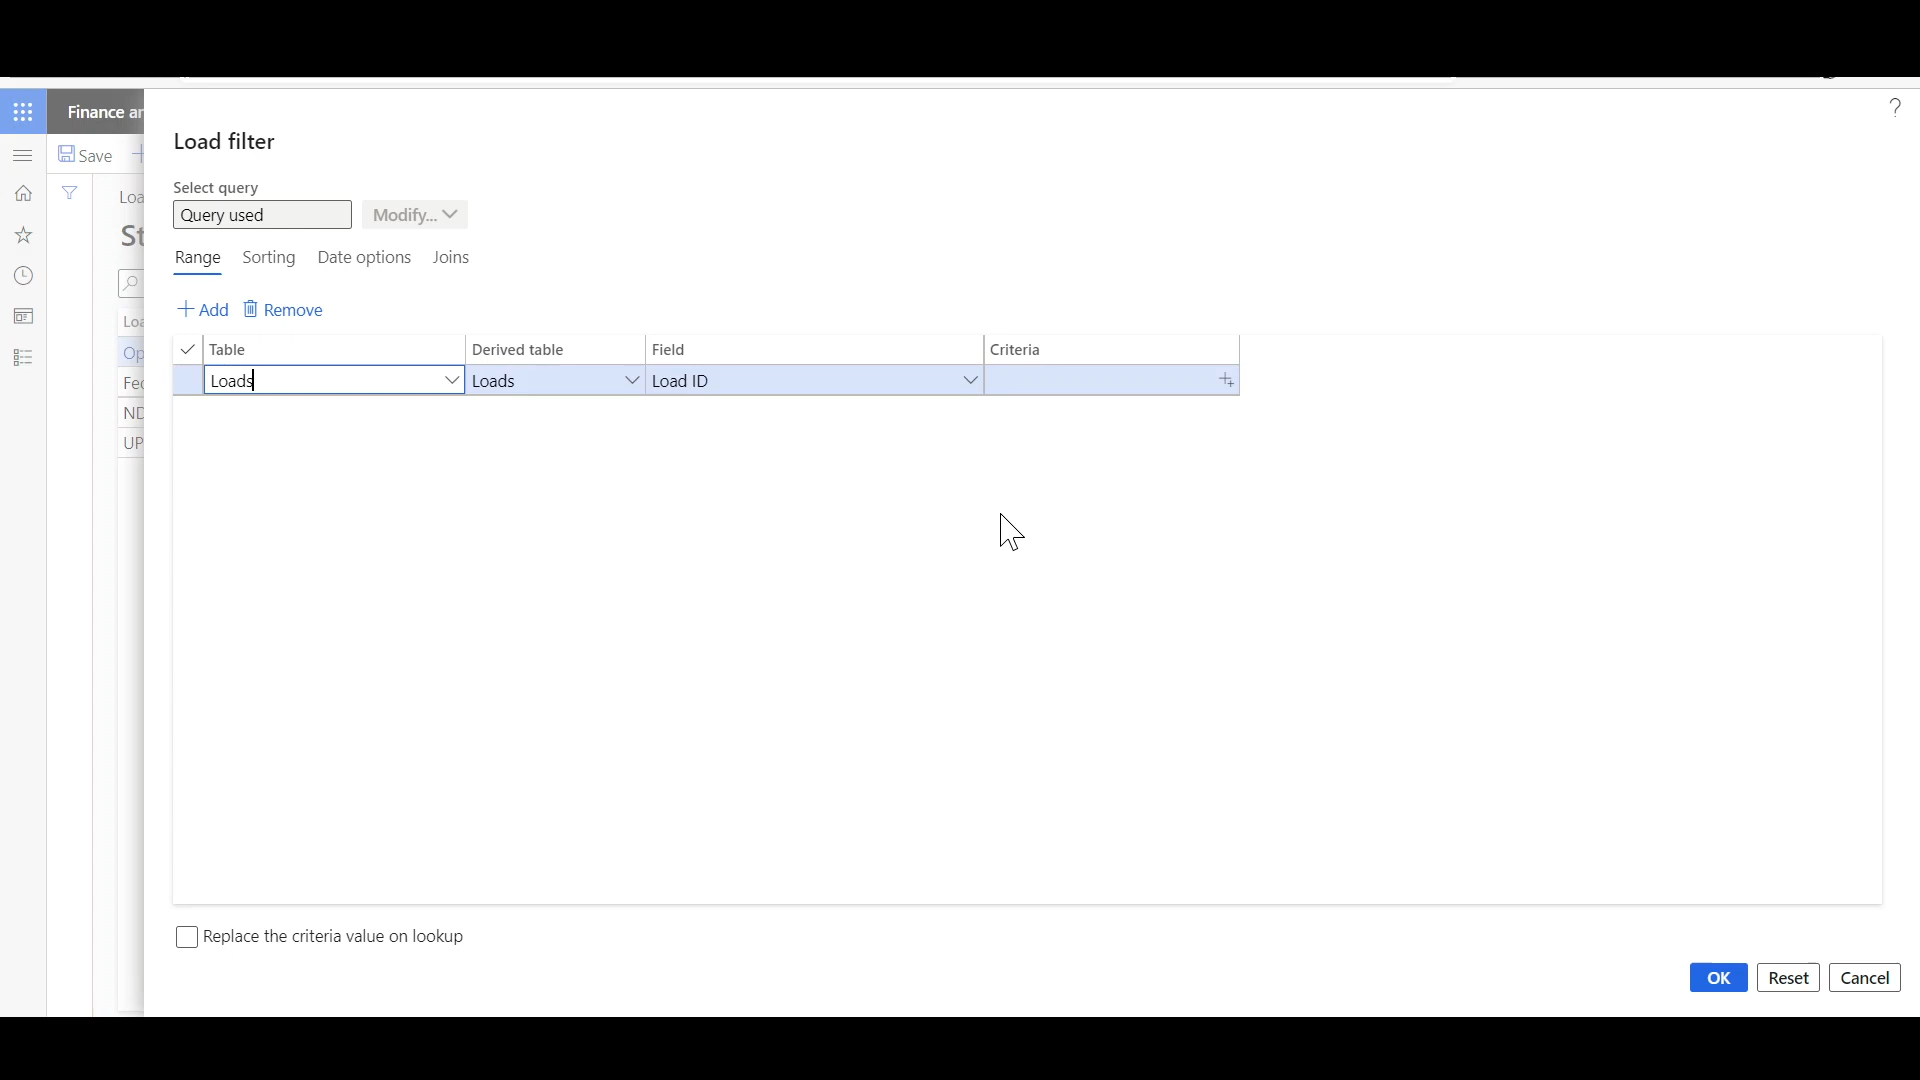 Finance an
?
Save
Load filter
Select query
Query used
Modify...
Loa
St
Range Sorting Date options Joins
Add Remove
Loa
Table Derived table Field Criteria
Op
Loads Loads Load ID
Fed
ND
UP
Replace the criteria value on lookup
OK Reset Cancel